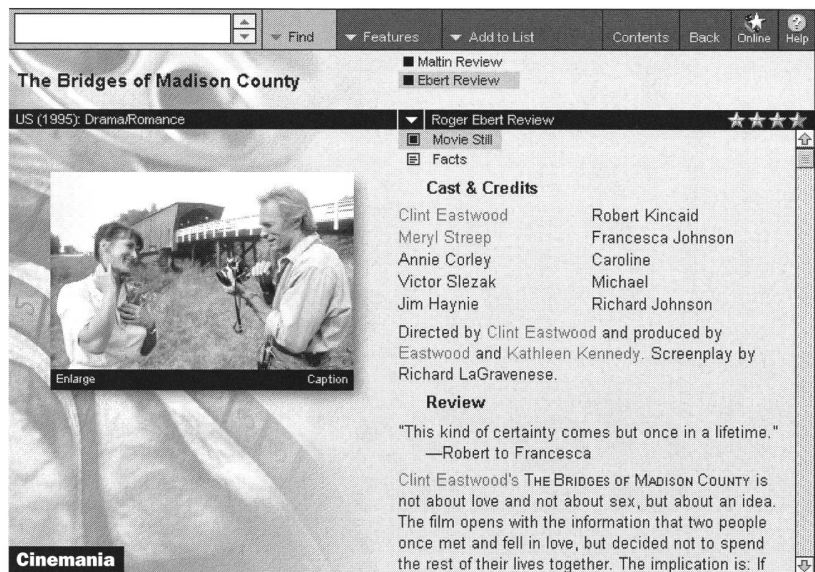 Find
Features
Add to List
Contents
Back
Online
Help
The Bridges of Madison County
Maltin Review
Ebert Review
US (1995): Drama/Romance
Roger Ebert Review
Movie Still
Facts
Enlarge
Caption
Cast & Credits
Clint Eastwood Robert Kincaid
Meryl Streep Francesca Johnson
Annie Corley Caroline
Victor Slezak Michael
Jim Haynie Richard Johnson
Directed by Clint Eastwood and produced by
Eastwood and Kathleen Kennedy. Screenplay by
Richard LaGravenese.
Review
"This kind of certainty comes but once in a lifetime."
—Robert to Francesca
Clint Eastwood's THE BRIDGES OF MADISON COUNTY is
not about love and not about sex, but about an idea.
The film opens with the information that two people
once met and fell in love, but decided not to spend
the rest of their lives together. The implication is: If
Cinemania